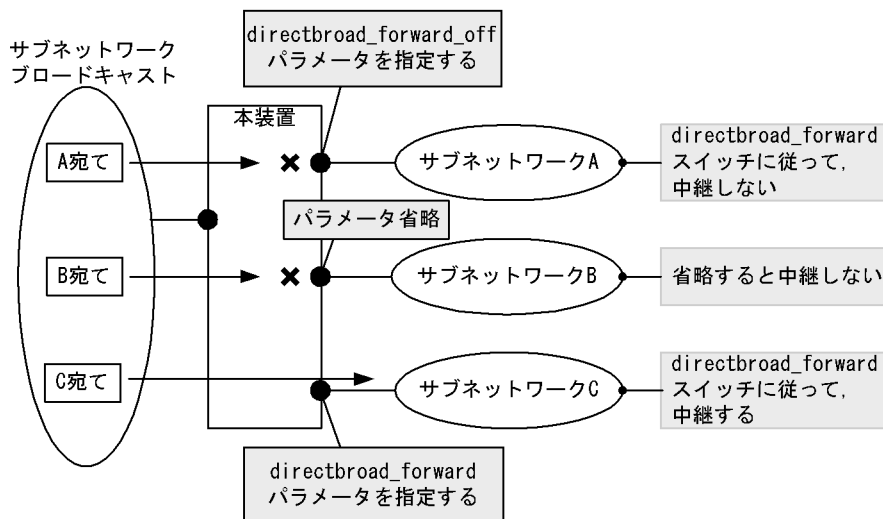 directbroad_forward_off
パラメータを指定する
サブネットワーク
ブロードキャスト
本装置
A宛て
サブネットワークA
directbroad_forward
スイッチに従って,
中継しない
パラメータ省略
B宛て
サブネットワークB
省略すると中継しない
C宛て
サブネットワークC
directbroad_forward
スイッチに従って,
中継する
directbroad_forward
パラメータを指定する